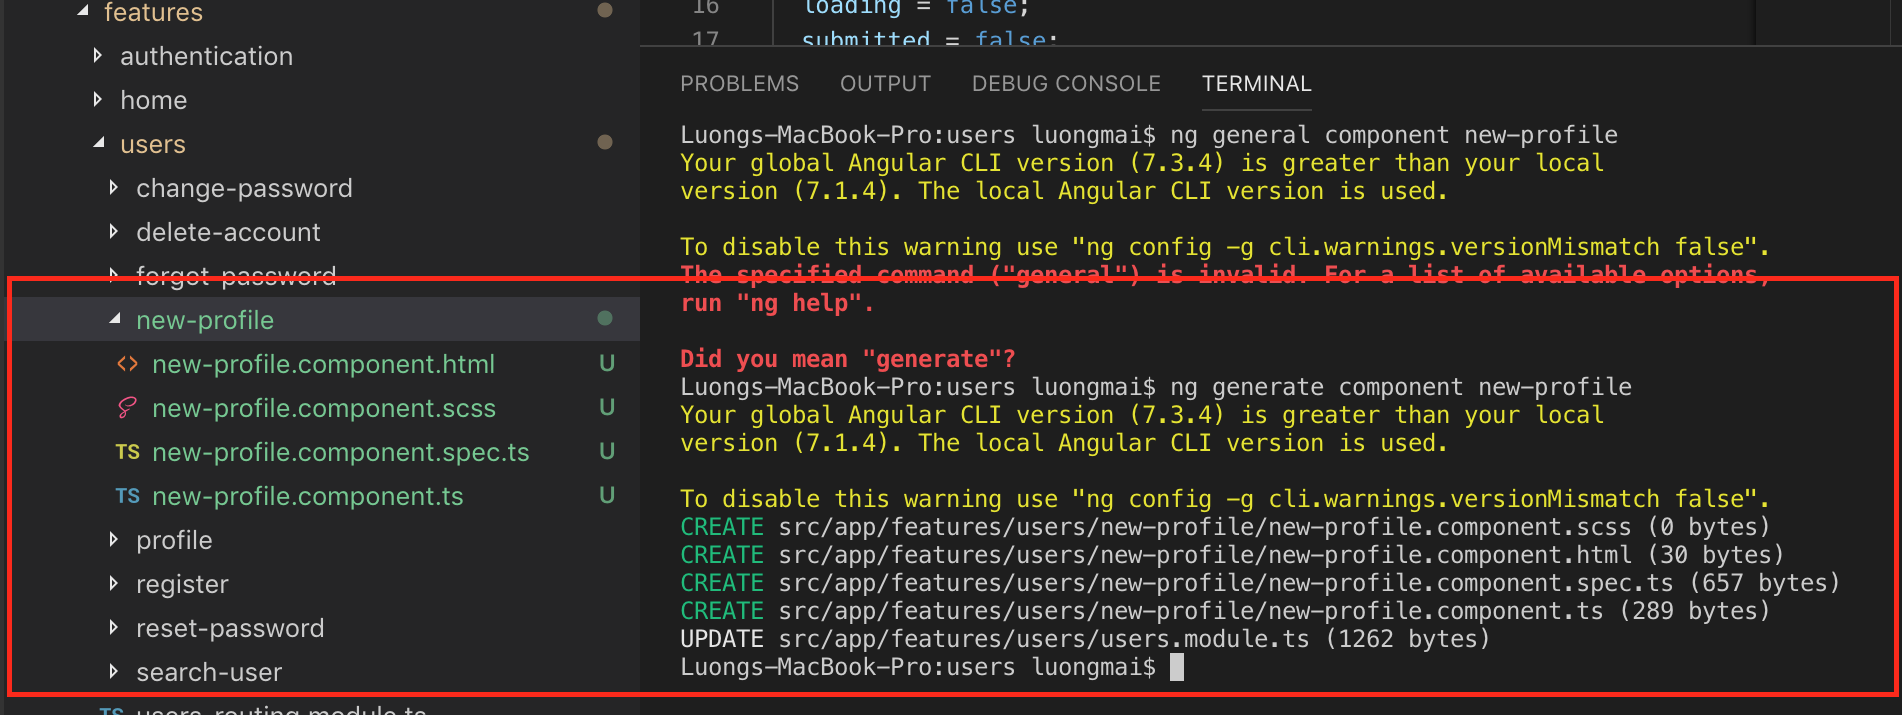 features
authentication
home
users
change-password
delete-account
forgot-password
new-profile
<> new-profile.component.html U
new-profile.component.scss U
TS new-profile.component.spec.ts U
TS new-profile.component.ts U
profile
register
reset-password
search-user
TS users-routing.module.ts
16 loading = false;
17 submitted = false;
PROBLEMS OUTPUT DEBUG CONSOLE TERMINAL
Luongs-MacBook-Pro:users luongmai$ ng general component new-profile
Your global Angular CLI version (7.3.4) is greater than your local
version (7.1.4). The local Angular CLI version is used.
To disable this warning use "ng config -g cli.warnings.versionMismatch false".
The specified command ("general") is invalid. For a list of available options,
run "ng help".
Did you mean "generate"?
Luongs-MacBook-Pro:users luongmai$ ng generate component new-profile
Your global Angular CLI version (7.3.4) is greater than your local
version (7.1.4). The local Angular CLI version is used.
To disable this warning use "ng config -g cli.warnings.versionMismatch false".
CREATE src/app/features/users/new-profile/new-profile.component.scss (0 bytes)
CREATE src/app/features/users/new-profile/new-profile.component.html (30 bytes)
CREATE src/app/features/users/new-profile/new-profile.component.spec.ts (657 bytes)
CREATE src/app/features/users/new-profile/new-profile.component.ts (289 bytes)
UPDATE src/app/features/users/users.module.ts (1262 bytes)
Luongs-MacBook-Pro:users luongmai$